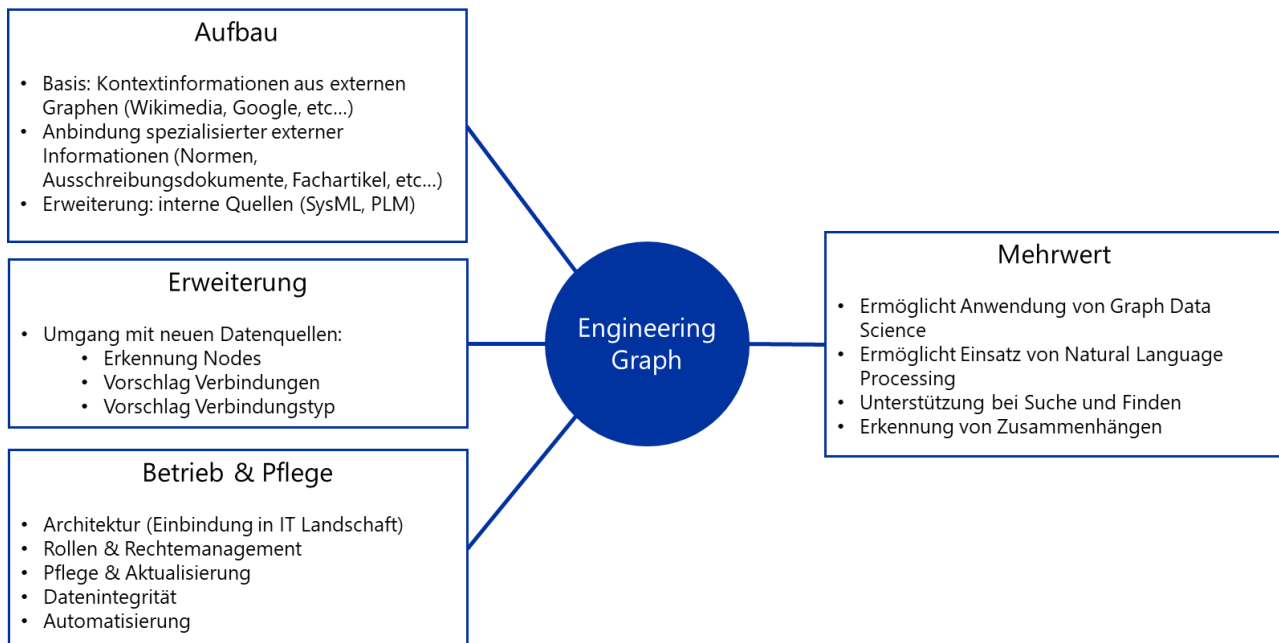 Aufbau
• Basis: Kontextinformationen aus externen
Graphen (Wikimedia, Google, etc...)
• Anbindung spezialisierter externer
Informationen (Normen,
Ausschreibungsdokumente, Fachartikel, etc...)
• Erweiterung: interne Quellen (SysML, PLM)
Erweiterung
• Umgang mit neuen Datenquellen:
• Erkennung Nodes
• Vorschlag Verbindungen
• Vorschlag Verbindungstyp
Betrieb & Pflege
• Architektur (Einbindung in IT Landschaft)
• Rollen & Rechtemanagement
• Pflege & Aktualisierung
• Datenintegrität
• Automatisierung
Engineering
Graph
Mehrwert
• Ermöglicht Anwendung von Graph Data
Science
• Ermöglicht Einsatz von Natural Language
Processing
• Unterstützung bei Suche und Finden
• Erkennung von Zusammenhängen